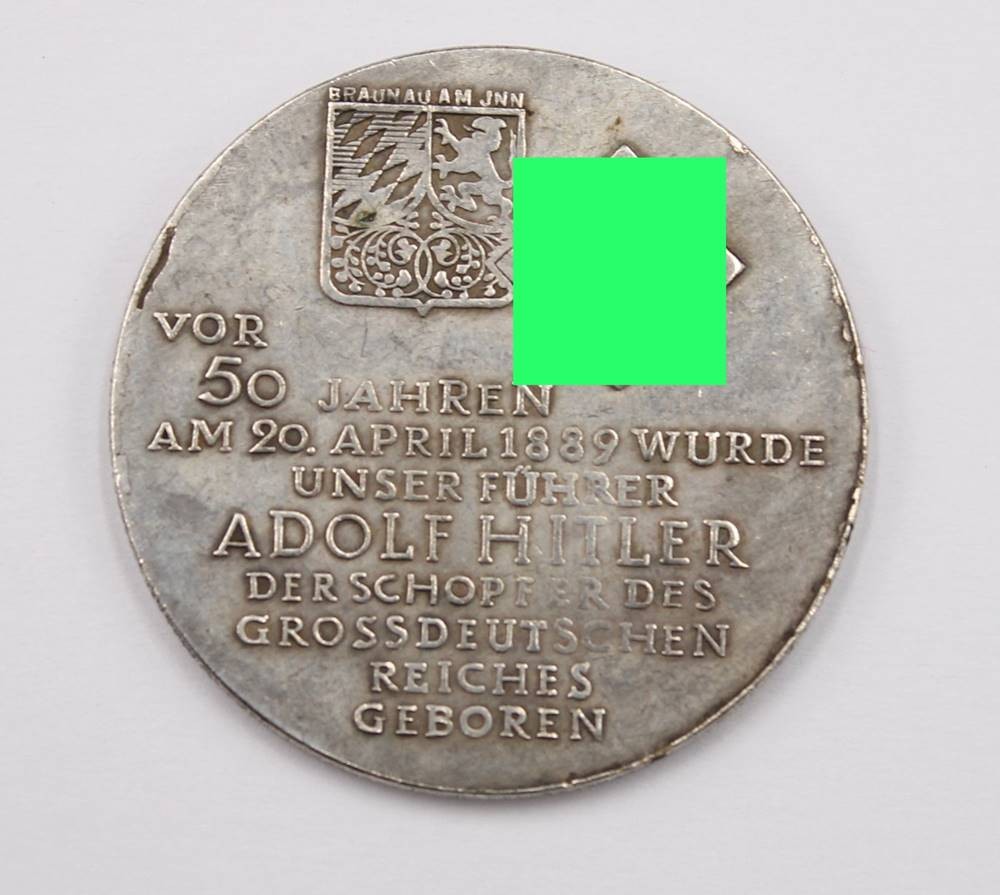 BRAUNAU AM JNN
VOR
50 JAHREN
AM 20. APRIL 1889 WURDE
UNSER FÜHRER
ADOLF HITLER
DER SCHOPFER DES
GROSSDEUTSCHEN
REICHES
GEBOREN